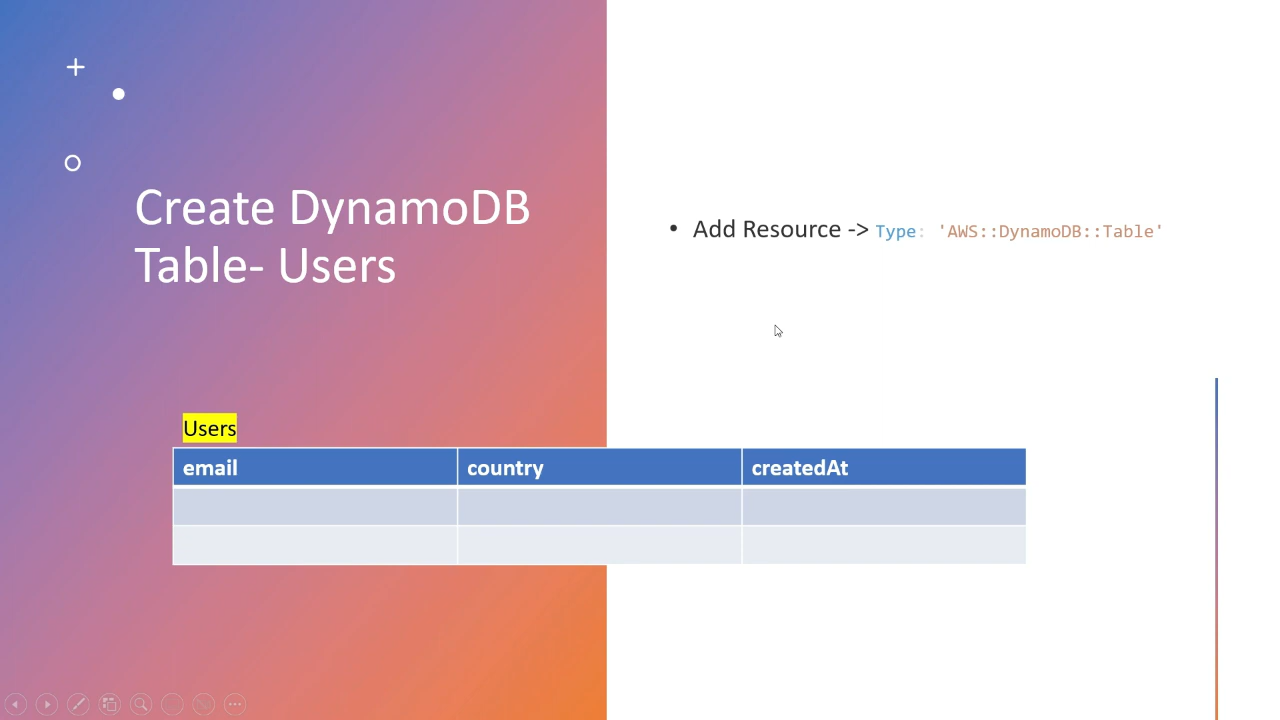 Create DynamoDB
Table- Users
• Add Resource -> Type: 'AWS::DynamoDB::Table'
Users
email country createdAt